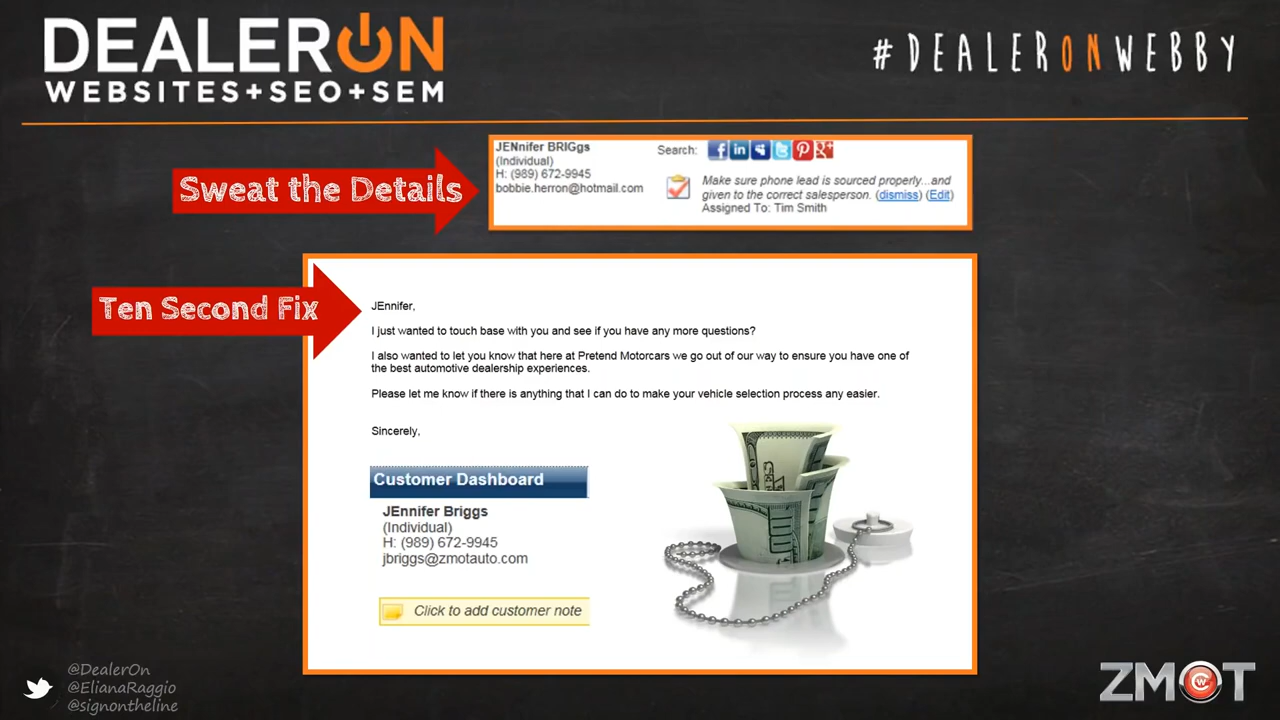 DEALERON
WEBSITES+SEO+SEM
#DEALERONWEBBY
Sweat the Details
JENnifer BRIGgs
(Individual)
H: (989) 672-9945
bobbie.herron@hotmail.com
Search:
Make sure phone lead is sourced properly...and
given to the correct salesperson. (dismiss) (Edit)
Assigned To: Tim Smith
Ten Second Fix
JEnnifer,
I just wanted to touch base with you and see if you have any more questions?
I also wanted to let you know that here at Pretend Motorcars we go out of our way to ensure you have one of
the best automotive dealership experiences.
Please let me know if there is anything that I can do to make your vehicle selection process any easier.
Sincerely,
Customer Dashboard
JEnnifer Briggs
(Individual)
H: (989) 672-9945
jbriggs@zmotauto.com
Click to add customer note
@DealerOn
@ElianaRaggio
@signontheline
ZMOT